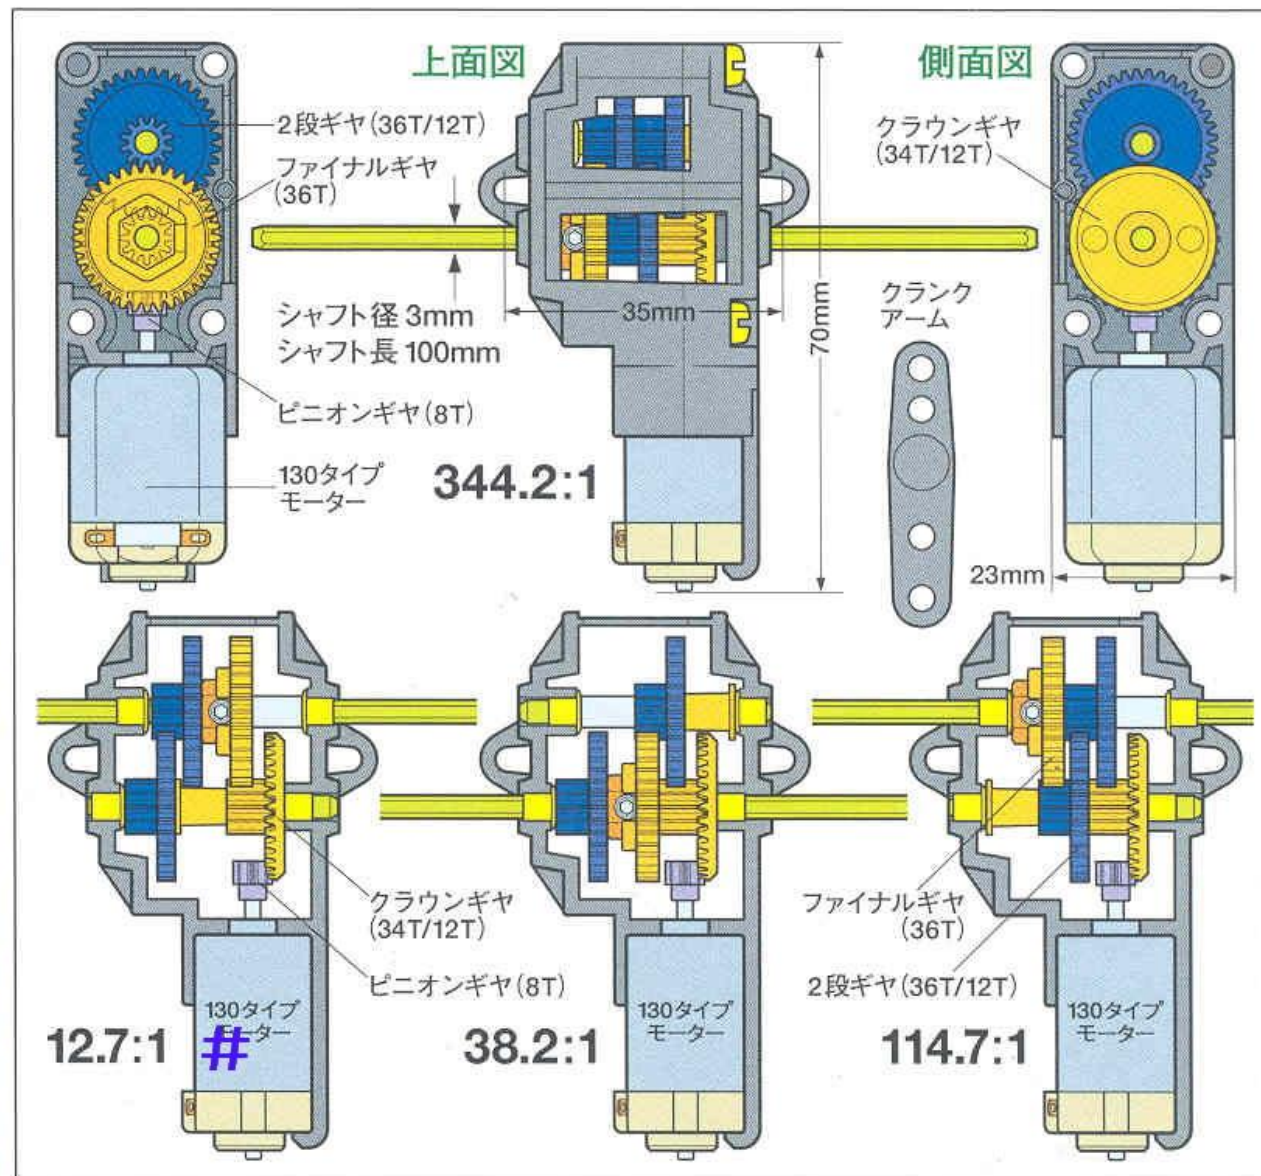 上面図
側面図
2段ギヤ(36T/12T)
ファイナルギヤ
(36T)
クラウンギヤ
(34T/12T)
シャフト径 3mm
シャフト長 100mm
35mm
70mm
クランク
アーム
ピニオンギヤ(8T)
130タイプ
モーター
344.2:1
23mm
クラウンギヤ
(34T/12T)
ピニオンギヤ(8T)
ファイナルギヤ
(36T)
2段ギヤ(36T/12T)
130タイプ
モーター
130タイプ
モーター
130タイプ
モーター
12.7:1 #
38.2:1
114.7:1